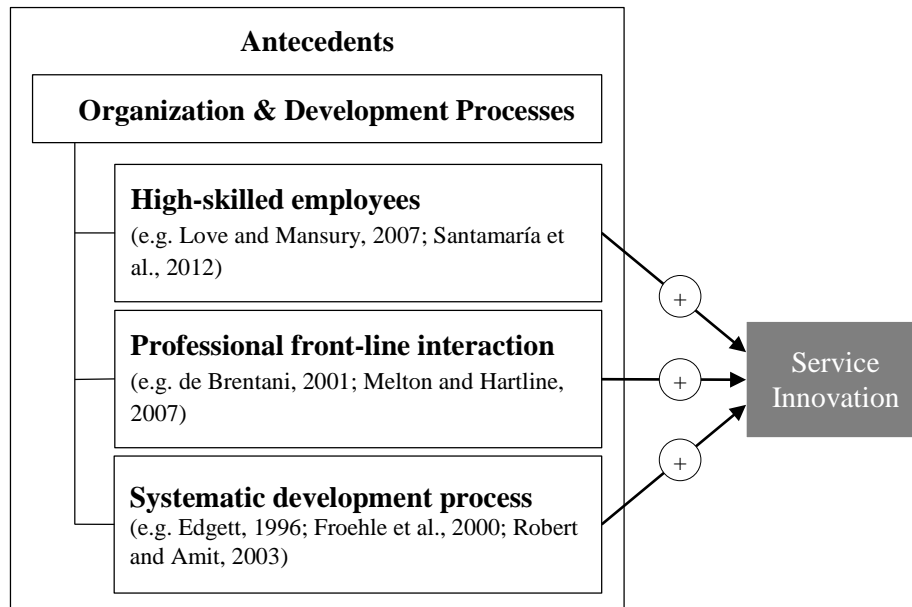 Antecedents
Organization & Development Processes
High-skilled employees
(e.g. Love and Mansury, 2007; Santamaría et
al., 2012)
+
Professional front-line interaction
(e.g. de Brentani, 2001; Melton and Hartline,
2007)
+
Service
Innovation
Systematic development process
(e.g. Edgett, 1996; Froehle et al., 2000; Robert
and Amit, 2003)
+